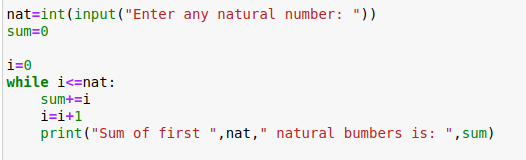 nat=int(input("Enter any natural number: "))
sum=0
i=0
while i<=nat:
    sum+=i
    i=i+1
    print("Sum of first ",nat," natural bumbers is: ",sum)